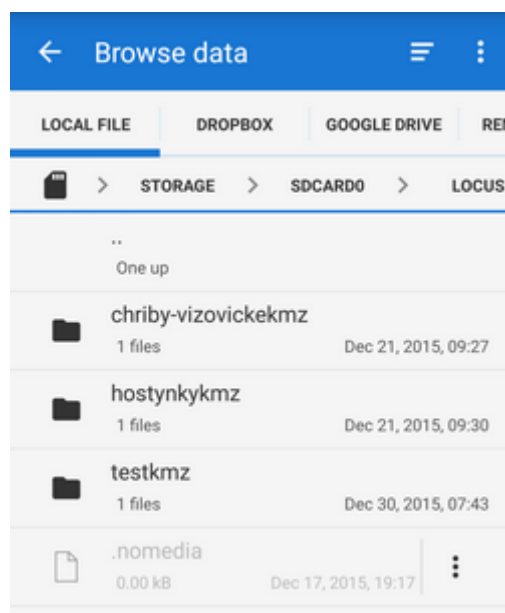 Browse data
LOCAL FILE DROPBOX GOOGLE DRIVE
STORAGE SDCARD0 LOCUS
..
One up
chriby-vizovickekmz
1 files Dec 21, 2015, 09:27
hostynkykmz
1 files Dec 21, 2015, 09:30
testkmz
1 files Dec 30, 2015, 07:43
.nomedia
0.00 kB Dec 17, 2015, 19:17